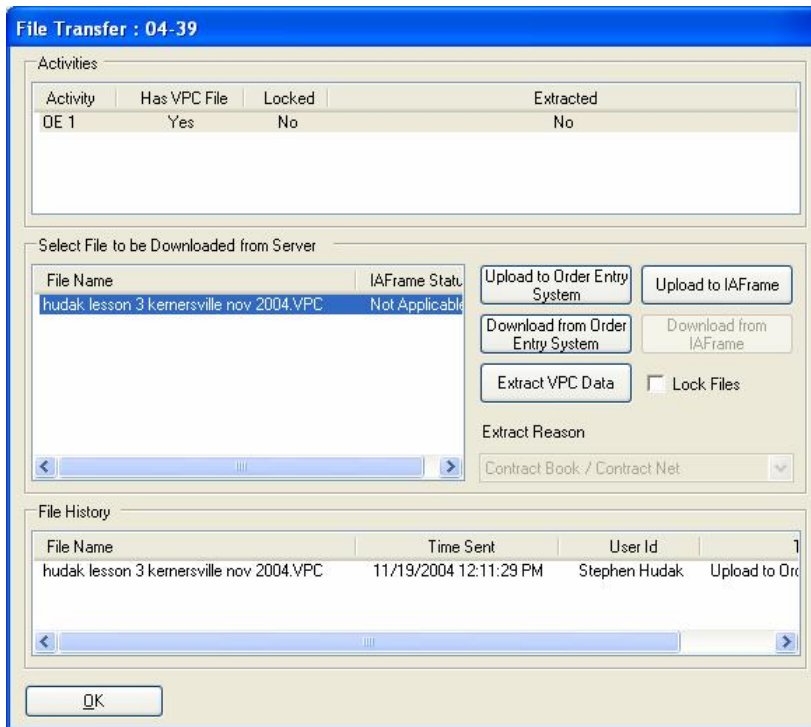 File Transfer : 04-39
Activities
Activity Has VPC File Locked Extracted
OE 1 Yes No No
Select File to be Downloaded from Server
File Name IAFrame Statu
hudak lesson 3 kernersville nov 2004.VPC Not Applicable
Upload to Order Entry
System
Upload to IAFrame
Download from Order
Entry System
Download from
IAFrame
Extract VPC Data
Lock Files
Extract Reason
Contract Book / Contract Net
File History
File Name Time Sent User Id T
hudak lesson 3 kernersville nov 2004.VPC 11/19/2004 12:11:29 PM Stephen Hudak Upload to Ord
OK